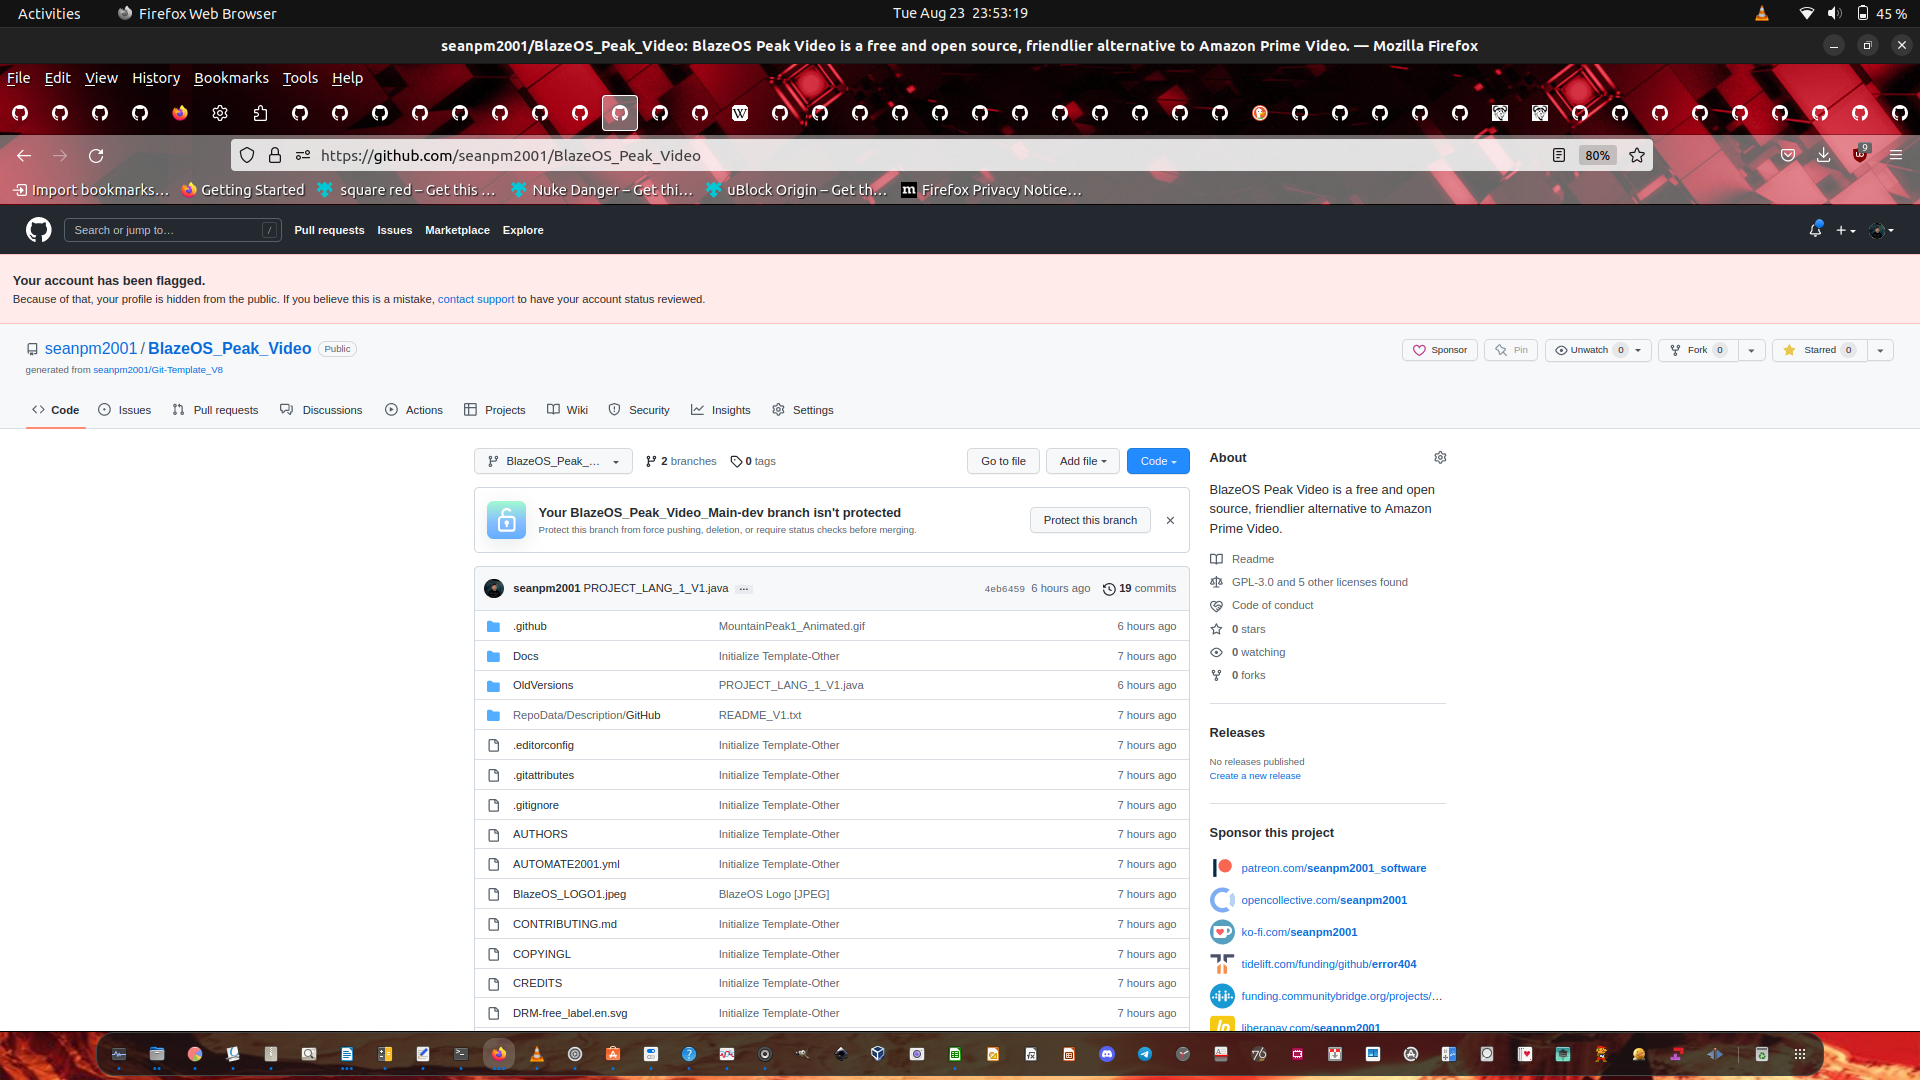 Activities
Firefox Web Browser
Tue Aug 23 23:53:19
45 %
seanpm2001/BlazeOS_Peak_Video: BlazeOS Peak Video is a free and open source, friendlier alternative to Amazon Prime Video. — Mozilla Firefox
File Edit View History Bookmarks Tools Help
https://github.com/seanpm2001/BlazeOS_Peak_Video
80%
9
Import bookmarks…
Getting Started
square red – Get this …
Nuke Danger – Get thi…
uBlock Origin – Get th…
Firefox Privacy Notice…
Search or jump to…
/
Pull requests Issues Marketplace Explore
Your account has been flagged.
Because of that, your profile is hidden from the public. If you believe this is a mistake, contact support to have your account status reviewed.
seanpm2001 / BlazeOS_Peak_Video Public
Sponsor
Pin
Unwatch 0
Fork 0
Starred 0
generated from seanpm2001/Git-Template_V8
Code Issues Pull requests Discussions Actions Projects Wiki Security Insights Settings
BlazeOS_Peak_…
2 branches
0 tags
Go to file
Add file
Code
Your BlazeOS_Peak_Video_Main-dev branch isn't protected
Protect this branch from force pushing, deletion, or require status checks before merging.
Protect this branch
seanpm2001 PROJECT_LANG_1_V1.java …
4eb6459 6 hours ago
19 commits
.github MountainPeak1_Animated.gif 6 hours ago
Docs Initialize Template-Other 7 hours ago
OldVersions PROJECT_LANG_1_V1.java 6 hours ago
RepoData/Description/GitHub README_V1.txt 7 hours ago
.editorconfig Initialize Template-Other 7 hours ago
.gitattributes Initialize Template-Other 7 hours ago
.gitignore Initialize Template-Other 7 hours ago
AUTHORS Initialize Template-Other 7 hours ago
AUTOMATE2001.yml Initialize Template-Other 7 hours ago
BlazeOS_LOGO1.jpeg BlazeOS Logo [JPEG] 7 hours ago
CONTRIBUTING.md Initialize Template-Other 7 hours ago
COPYINGL Initialize Template-Other 7 hours ago
CREDITS Initialize Template-Other 7 hours ago
DRM-free_label.en.svg Initialize Template-Other 7 hours ago
About
BlazeOS Peak Video is a free and open
source, friendlier alternative to Amazon
Prime Video.
Readme
GPL-3.0 and 5 other licenses found
Code of conduct
0 stars
0 watching
0 forks
Releases
No releases published
Create a new release
Sponsor this project
patreon.com/seanpm2001_software
opencollective.com/seanpm2001
ko-fi.com/seanpm2001
tidelift.com/funding/github/error404
funding.communitybridge.org/projects/…
liberapay.com/seanpm2001